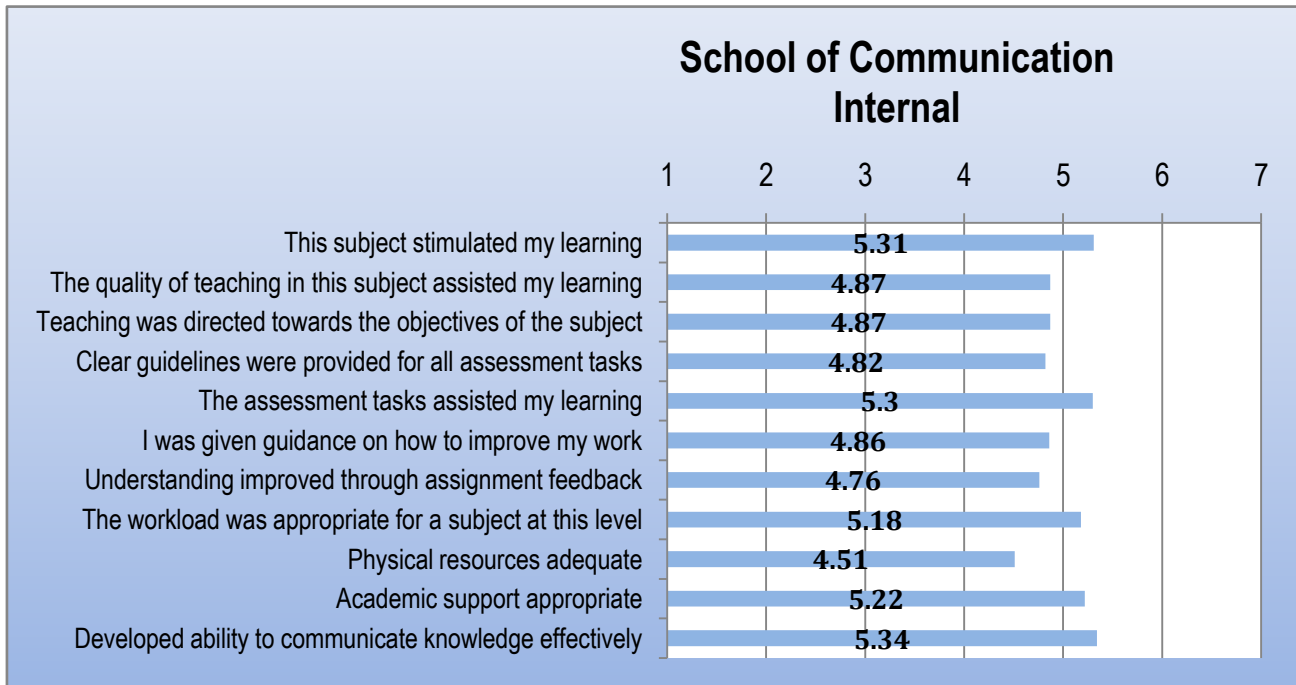 School of Communication
Internal
1 2 3 4 5 6 7
This subject stimulated my learning 5.31
The quality of teaching in this subject assisted my learning 4.87
Teaching was directed towards the objectives of the subject 4.87
Clear guidelines were provided for all assessment tasks 4.82
The assessment tasks assisted my learning 5.3
I was given guidance on how to improve my work 4.86
Understanding improved through assignment feedback 4.76
The workload was appropriate for a subject at this level 5.18
Physical resources adequate 4.51
Academic support appropriate 5.22
Developed ability to communicate knowledge effectively 5.34